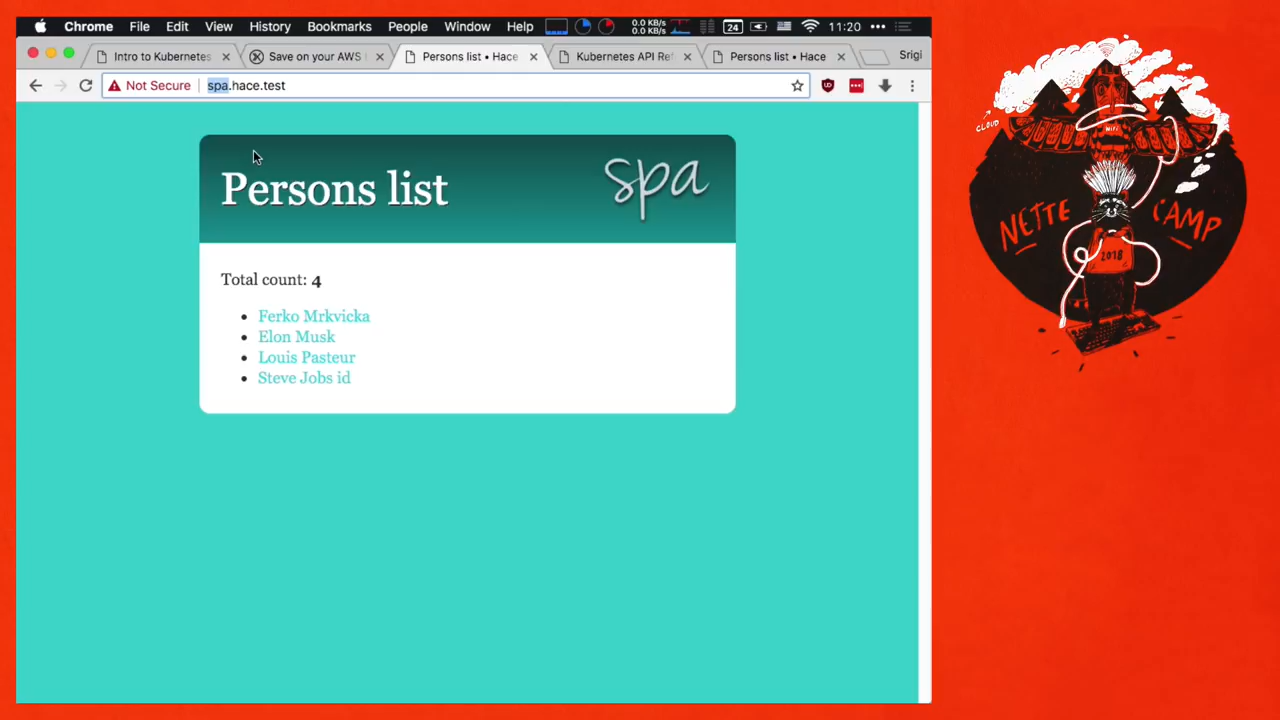 Chrome File Edit View History Bookmarks People Window Help 0.0 KB/s 0.0 KB/s 24 11:20
Intro to Kubernetes Save on your AWS Persons list • Hace Kubernetes API Ref Persons list • Hace Srigi
Not Secure spa.hace.test
Persons list
spa
Total count: 4
Ferko Mrkvicka
Elon Musk
Louis Pasteur
Steve Jobs id
CLOUD
WiFi
NETTE CAMP
2018